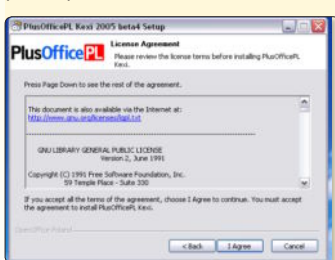 PlusOfficePL Kexi 2005 beta4 Setup
PlusOfficePL
License Agreement
Please review the license terms before installing PlusOfficePL
Kexi.
Press Page Down to see the rest of the agreement.
This document is also available via the Internet at:
http://www.gnu.org/licenses/lgpl.txt
GNU LIBRARY GENERAL PUBLIC LICENSE
Version 2, June 1991
Copyright (C) 1991 Free Software Foundation, Inc.
59 Temple Place - Suite 330
If you accept all the terms of the agreement, choose I Agree to continue. You must accept
the agreement to install PlusOfficePL Kexi.
OpenOffice Poland
< Back
I Agree
Cancel